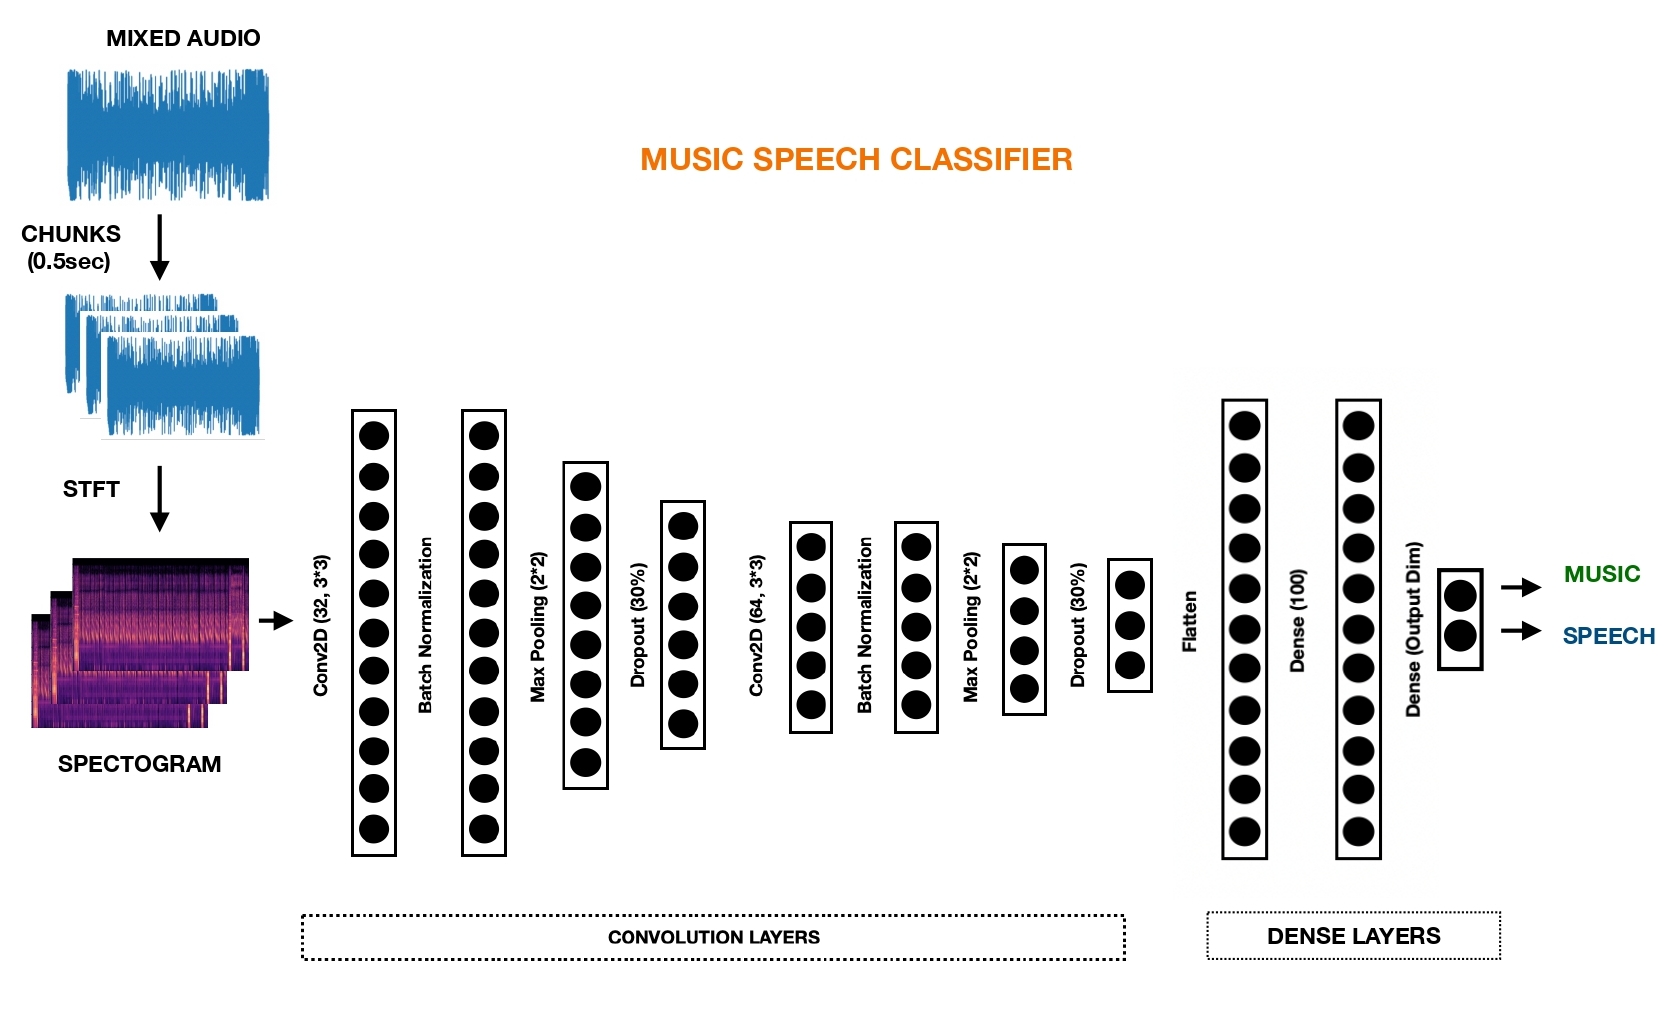 MIXED AUDIO
MUSIC SPEECH CLASSIFIER
CHUNKS
(0.5sec)
STFT
SPECTOGRAM
Conv2D (32, 3*3)
Batch Normalization
Max Pooling (2*2)
Dropout (30%)
Conv2D (64, 3*3)
Batch Normalization
Max Pooling (2*2)
Dropout (30%)
Flatten
Dense (100)
Dense (Output Dim)
MUSIC
SPEECH
CONVOLUTION LAYERS
DENSE LAYERS